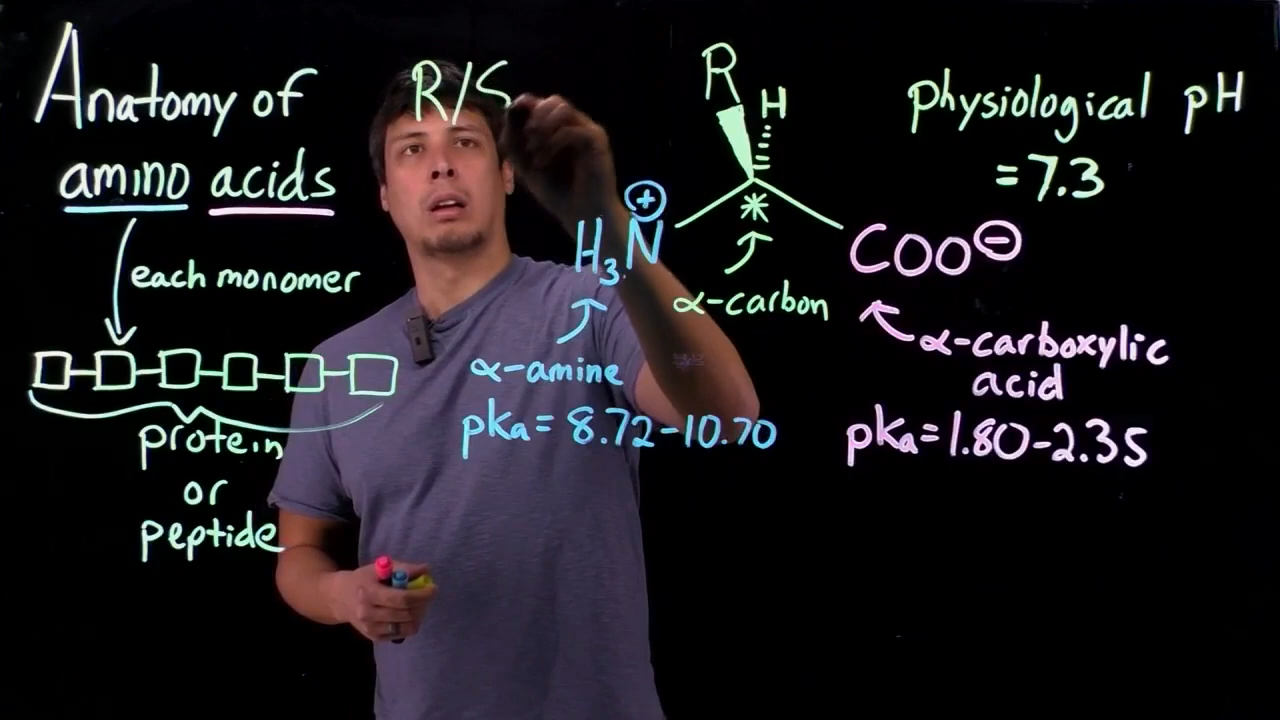 Anatomy of
amino acids
each monomer
protein
or
peptide
R/S
R
H
H₃N⊕
*
COO⊖
α-carbon
α-amine
pKa = 8.72-10.70
physiological pH
= 7.3
α-carboxylic
acid
pKa = 1.80-2.35